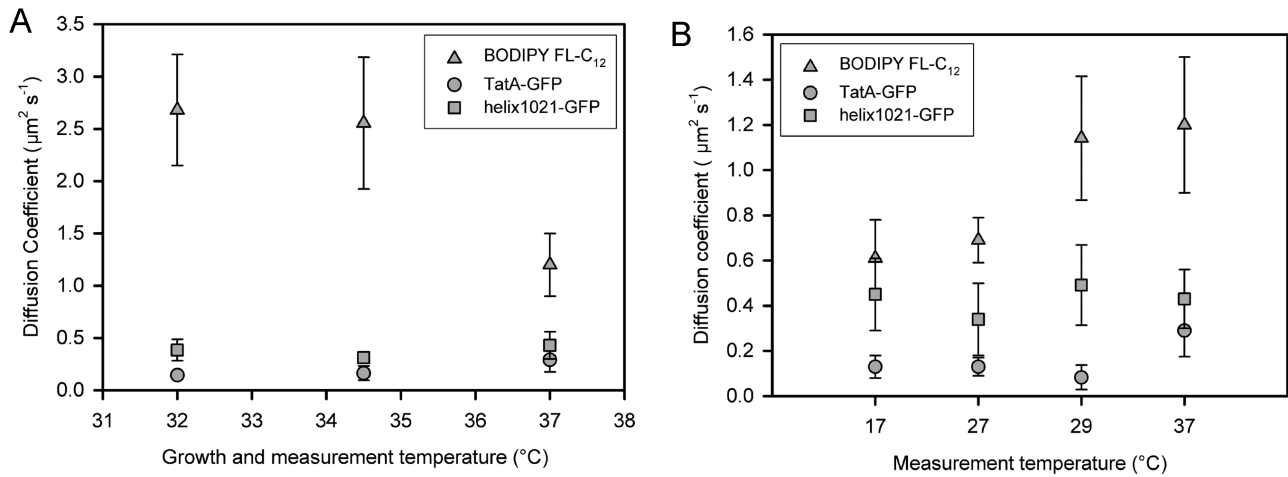 A
3.5
3.0
2.5
2.0
1.5
1.0
0.5
0.0
Diffusion Coefficient ( μm² s⁻¹)
BODIPY FL-C₁₂
TatA-GFP
helix1021-GFP
31 32 33 34 35 36 37 38
Growth and measurement temperature (°C)
B
1.6
1.4
1.2
1.0
0.8
0.6
0.4
0.2
0.0
Diffusion coefficient ( μm² s⁻¹)
BODIPY FL-C₁₂
TatA-GFP
helix1021-GFP
17 27 29 37
Measurement temperature (°C)